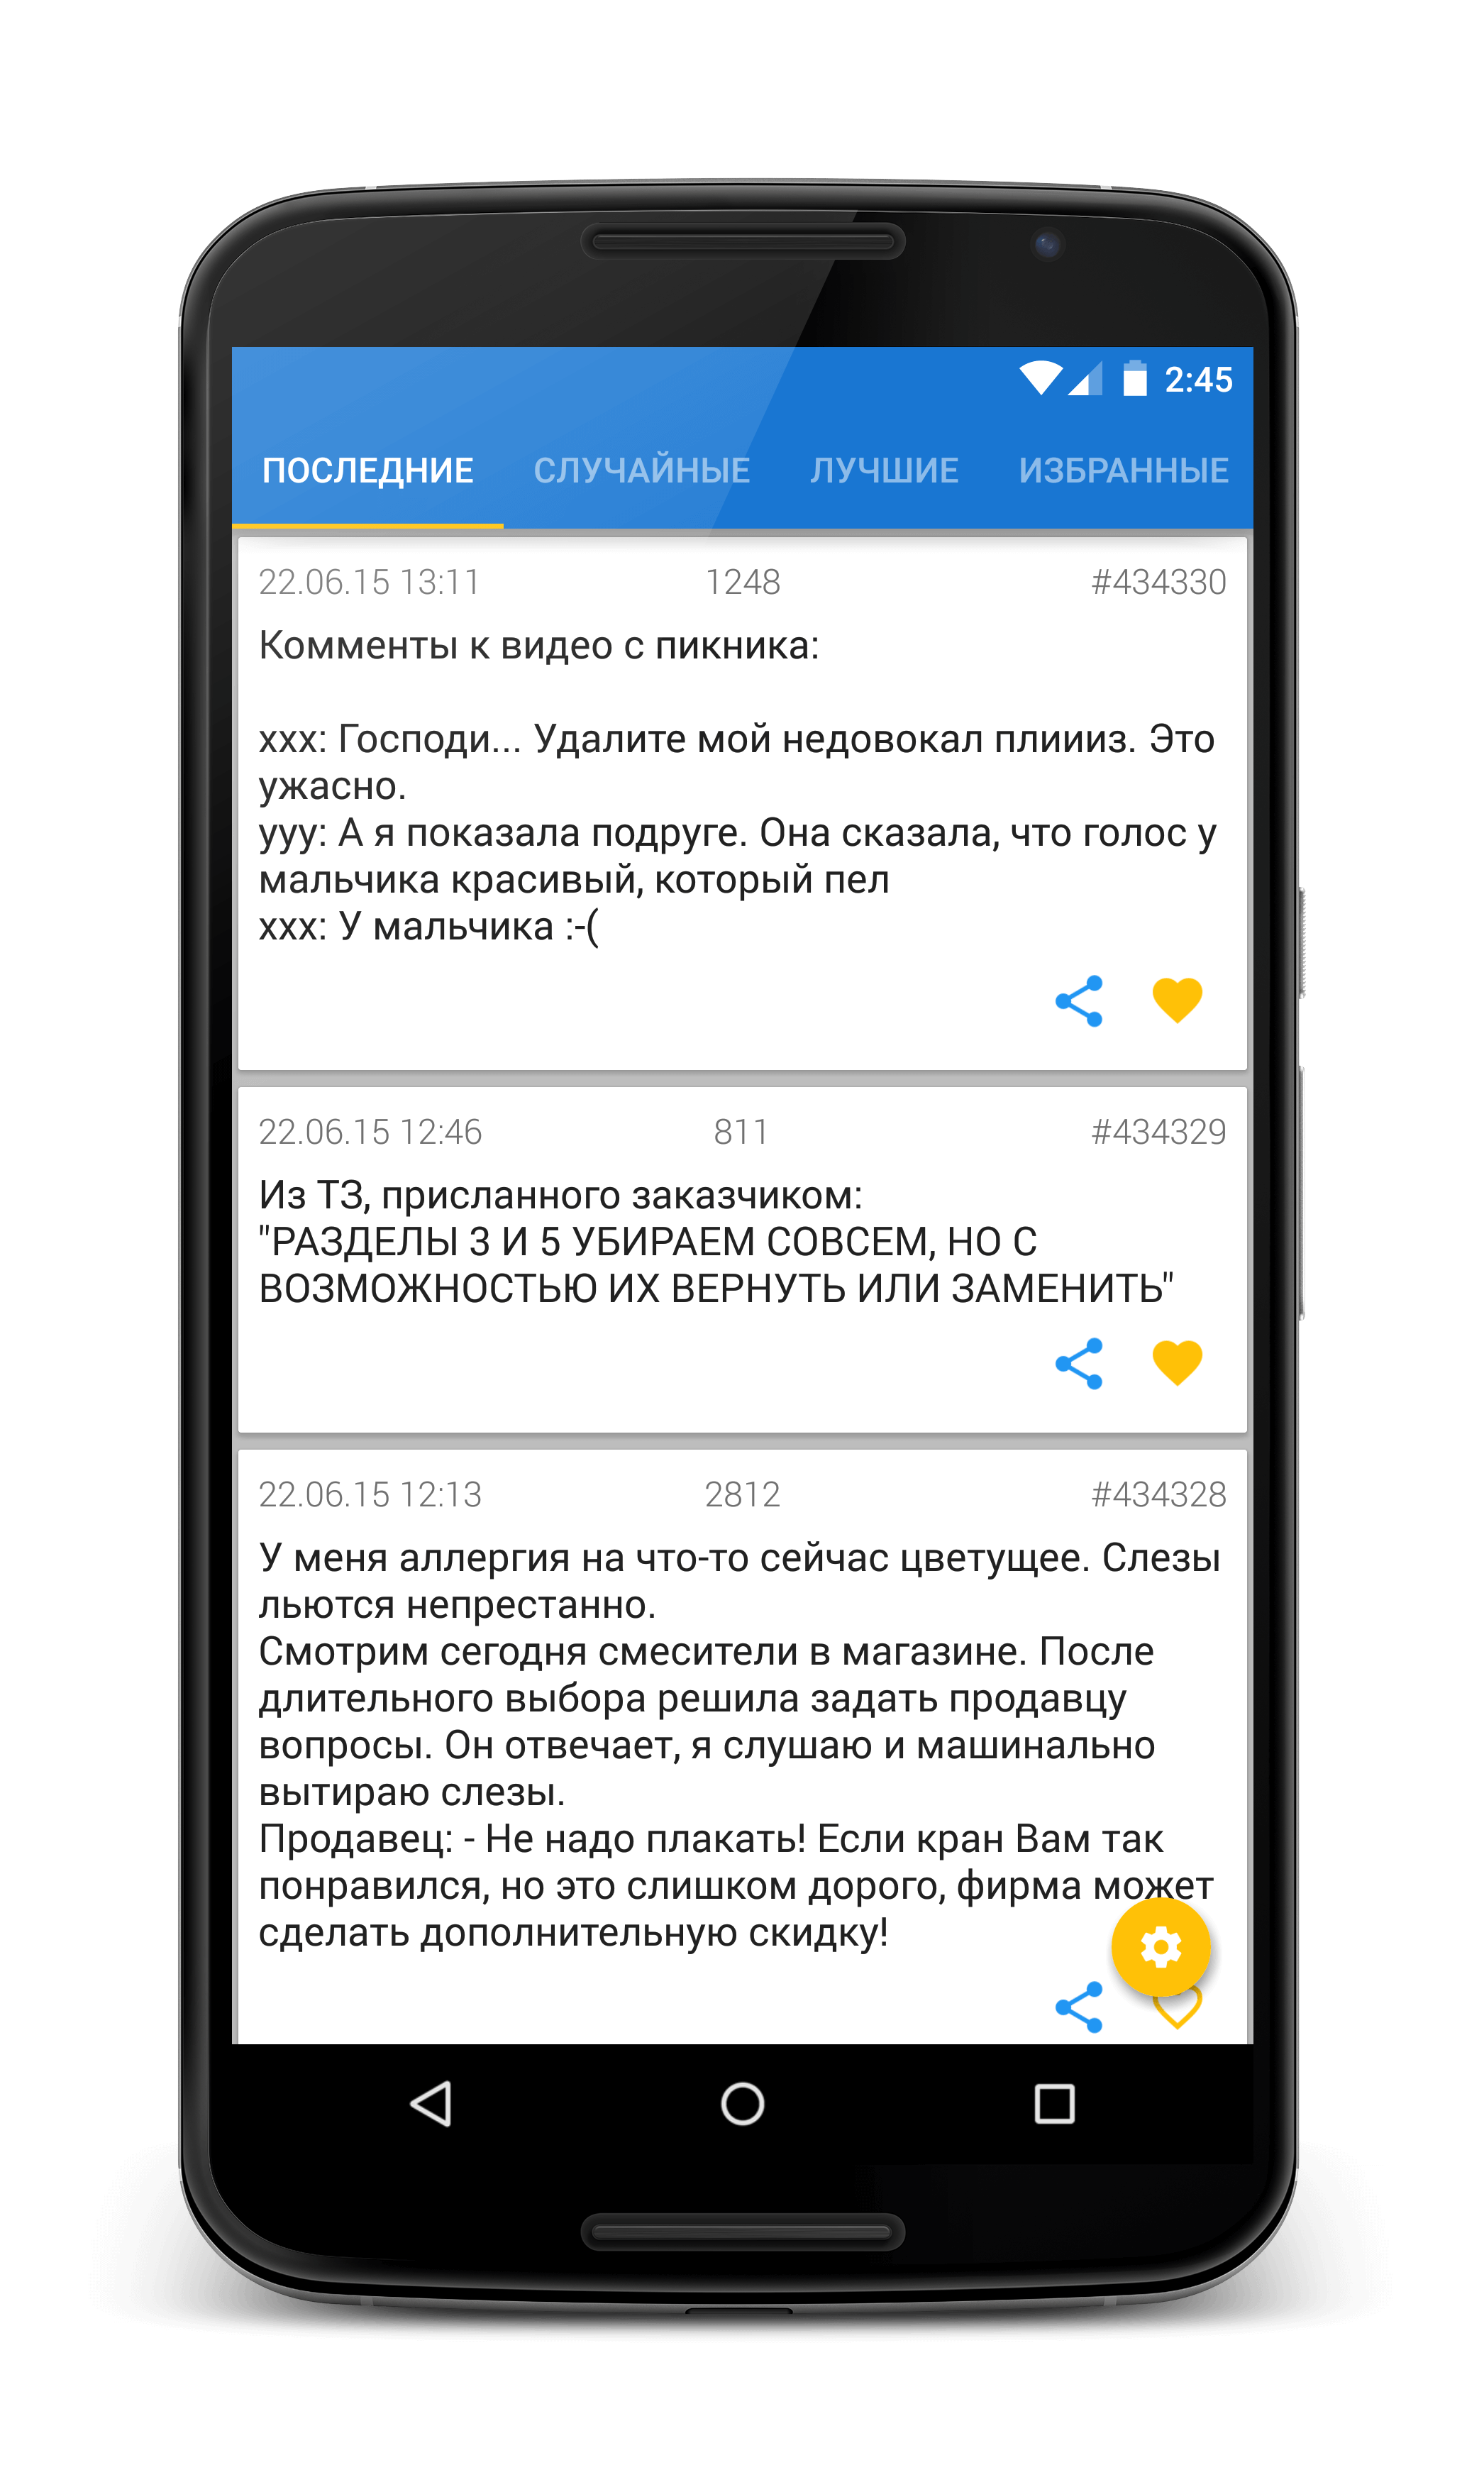 2:45
ПОСЛЕДНИЕ СЛУЧАЙНЫЕ ЛУЧШИЕ ИЗБРАННЫЕ
22.06.15 13:11 1248 #434330
Комменты к видео с пикника:
xxx: Господи... Удалите мой недовокал плиииз. Это
ужасно.
yyy: А я показала подруге. Она сказала, что голос у
мальчика красивый, который пел
xxx: У мальчика :-(
22.06.15 12:46 811 #434329
Из ТЗ, присланного заказчиком:
"РАЗДЕЛЫ 3 И 5 УБИРАЕМ СОВСЕМ, НО С
ВОЗМОЖНОСТЬЮ ИХ ВЕРНУТЬ ИЛИ ЗАМЕНИТЬ"
22.06.15 12:13 2812 #434328
У меня аллергия на что-то сейчас цветущее. Слезы
льются непрестанно.
Смотрим сегодня смесители в магазине. После
длительного выбора решила задать продавцу
вопросы. Он отвечает, я слушаю и машинально
вытираю слезы.
Продавец: - Не надо плакать! Если кран Вам так
понравился, но это слишком дорого, фирма может
сделать дополнительную скидку!